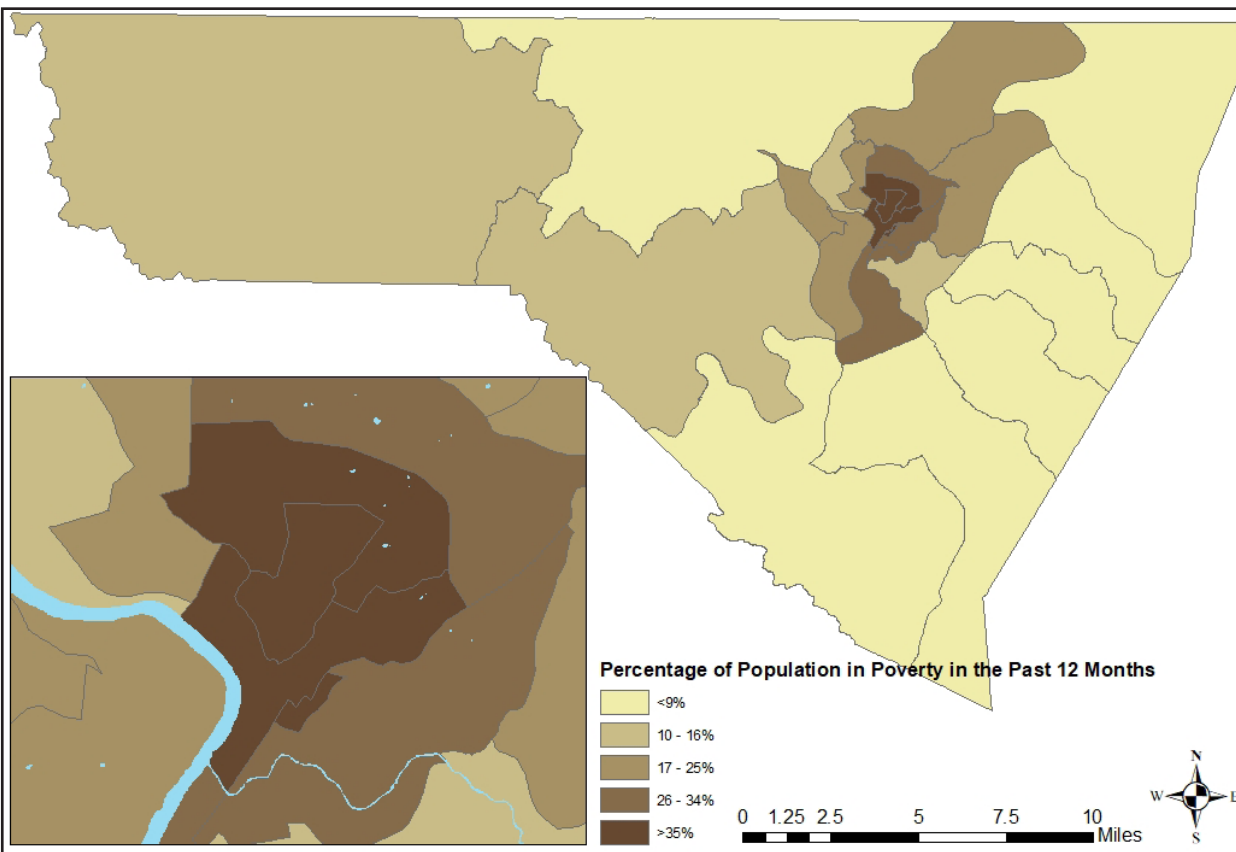 Percentage of Population in Poverty in the Past 12 Months
<9%
10 - 16%
17 - 25%
26 - 34%
>35%
0 1.25 2.5 5 7.5 10
Miles
N
W E
S